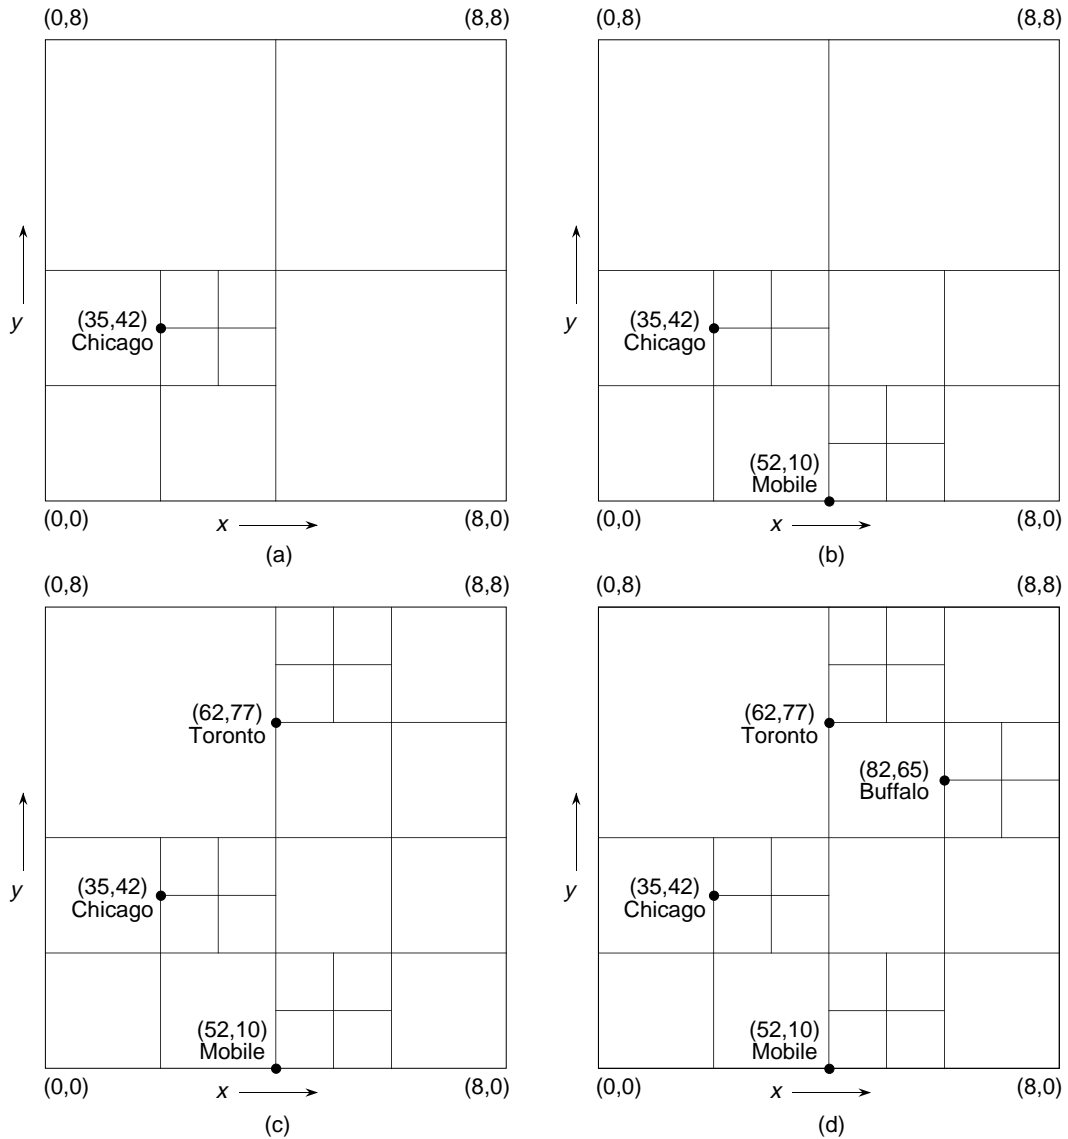 (0,8) (8,8)
(35,42)
Chicago
y
(0,0) x (8,0)
(a)
(0,8) (8,8)
(35,42)
Chicago
y
(52,10)
Mobile
(0,0) x (8,0)
(b)
(0,8) (8,8)
(62,77)
Toronto
(35,42)
Chicago
y
(52,10)
Mobile
(0,0) x (8,0)
(c)
(0,8) (8,8)
(62,77)
Toronto
(82,65)
Buffalo
(35,42)
Chicago
y
(52,10)
Mobile
(0,0) x (8,0)
(d)